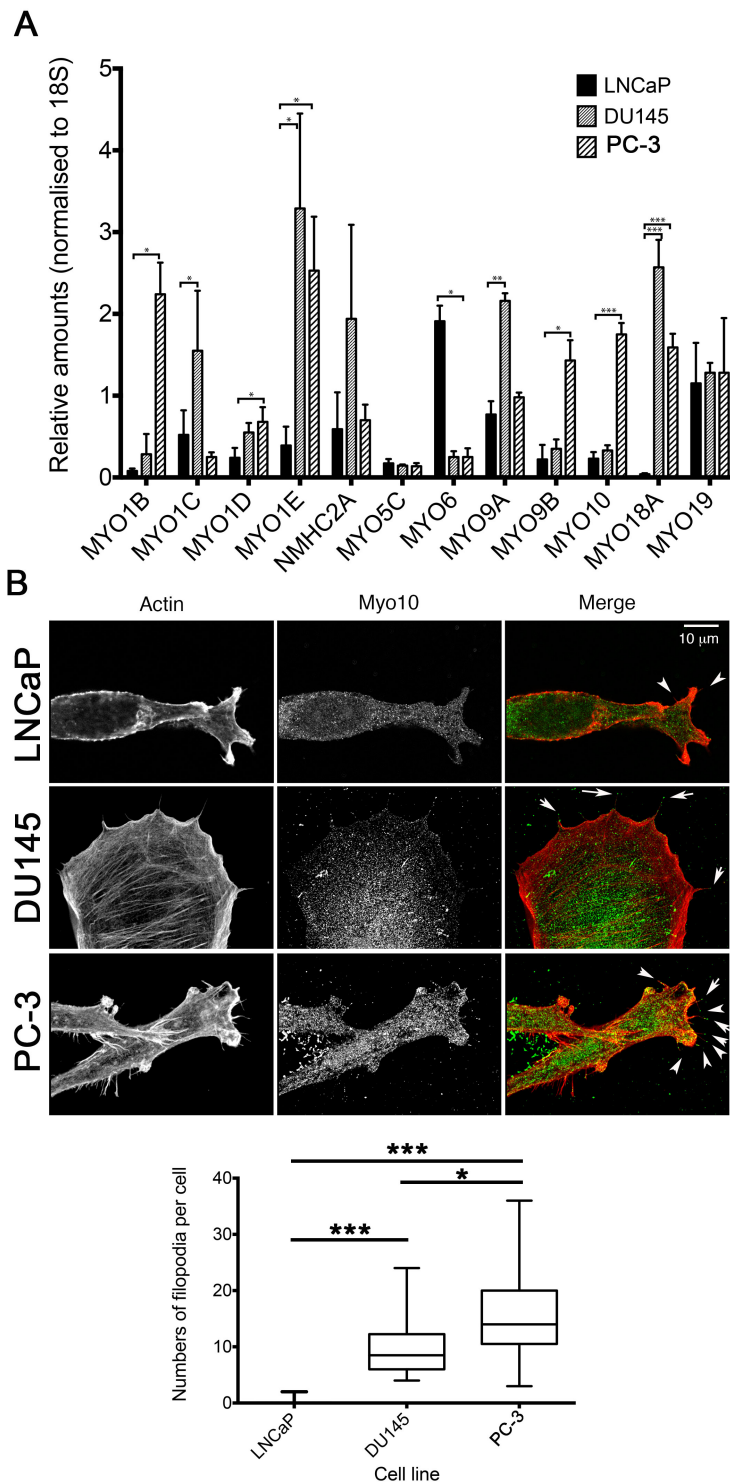 A
Relative amounts (normalised to 18S)
5
4
3
2
1
0
LNCaP
DU145
PC-3
*
*
*
*
*
*
**
*
***
***
***
MYO1B
MYO1C
MYO1D
MYO1E
NMHC2A
MYO5C
MYO6
MYO9A
MYO9B
MYO10
MYO18A
MYO19
B
Actin Myo10 Merge
10 µm
LNCaP
DU145
PC-3
Numbers of filopodia per cell
40
30
20
10
0
***
*
***
LNCaP
DU145
PC-3
Cell line